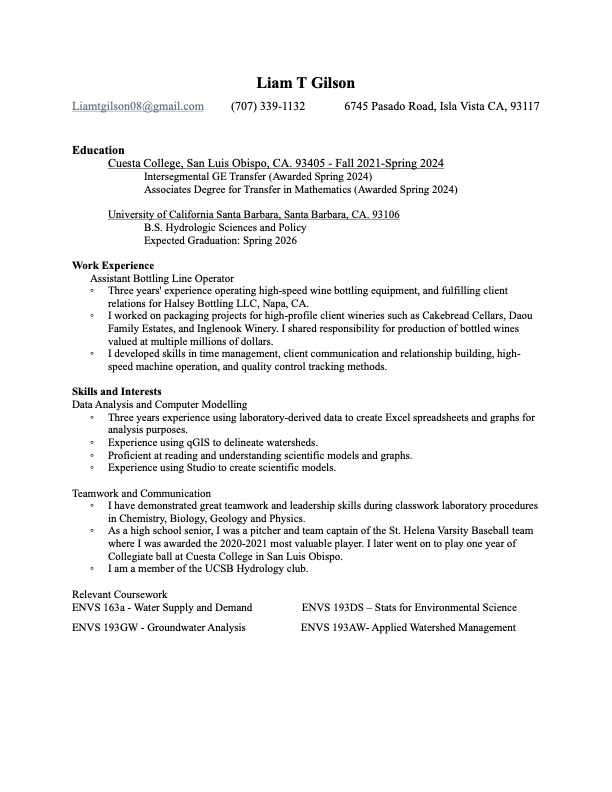 Liam T Gilson
Liamtgilson08@gmail.com (707) 339-1132 6745 Pasado Road, Isla Vista CA, 93117
Education
Cuesta College, San Luis Obispo, CA. 93405 - Fall 2021-Spring 2024
Intersegmental GE Transfer (Awarded Spring 2024)
Associates Degree for Transfer in Mathematics (Awarded Spring 2024)
University of California Santa Barbara, Santa Barbara, CA. 93106
B.S. Hydrologic Sciences and Policy
Expected Graduation: Spring 2026
Work Experience
Assistant Bottling Line Operator
◦ Three years' experience operating high-speed wine bottling equipment, and fulfilling client
relations for Halsey Bottling LLC, Napa, CA.
◦ I worked on packaging projects for high-profile client wineries such as Cakebread Cellars, Daou
Family Estates, and Inglenook Winery. I shared responsibility for production of bottled wines
valued at multiple millions of dollars.
◦ I developed skills in time management, client communication and relationship building, high-
speed machine operation, and quality control tracking methods.
Skills and Interests
Data Analysis and Computer Modelling
◦ Three years experience using laboratory-derived data to create Excel spreadsheets and graphs for
analysis purposes.
◦ Experience using qGIS to delineate watersheds.
◦ Proficient at reading and understanding scientific models and graphs.
◦ Experience using Studio to create scientific models.
Teamwork and Communication
◦ I have demonstrated great teamwork and leadership skills during classwork laboratory procedures
in Chemistry, Biology, Geology and Physics.
◦ As a high school senior, I was a pitcher and team captain of the St. Helena Varsity Baseball team
where I was awarded the 2020-2021 most valuable player. I later went on to play one year of
Collegiate ball at Cuesta College in San Luis Obispo.
◦ I am a member of the UCSB Hydrology club.
Relevant Coursework
ENVS 163a - Water Supply and Demand ENVS 193DS – Stats for Environmental Science
ENVS 193GW - Groundwater Analysis ENVS 193AW- Applied Watershed Management